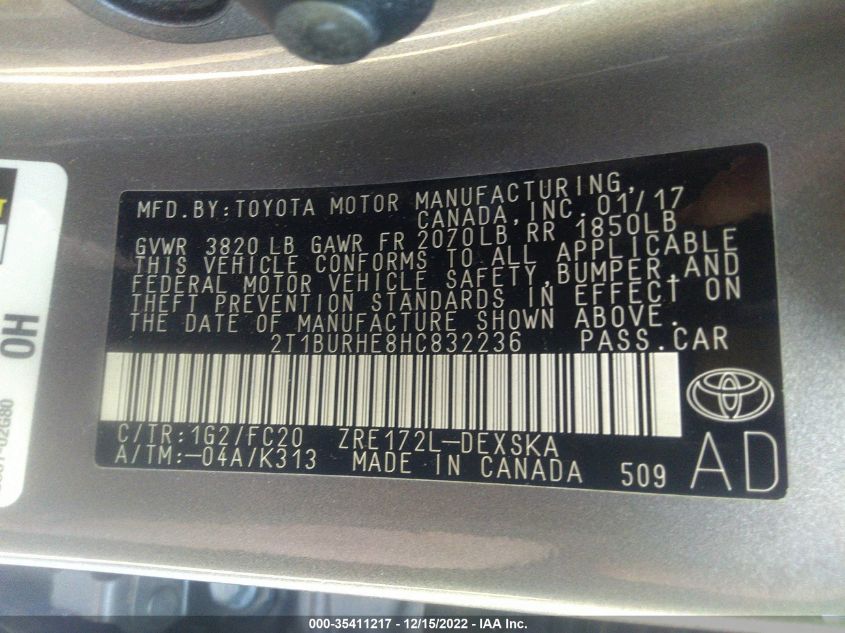 MFD. BY: TOYOTA MOTOR MANUFACTURING,
CANADA, INC. 01/17
GVWR 3820 LB GAWR FR 2070LB RR 1850LB
THIS VEHICLE CONFORMS TO ALL APPLICABLE
FEDERAL MOTOR VEHICLE SAFETY, BUMPER, AND
THEFT PREVENTION STANDARDS IN EFFECT ON
THE DATE OF MANUFACTURE SHOWN ABOVE.
2T1BURHE8HC832236 PASS. CAR
C/TR: 1G2/FC20 ZRE172L-DEXSKA
A/TM: -04A/K313 MADE IN CANADA 509 AD
OH
000-35411217 - 12/15/2022 - IAA Inc.